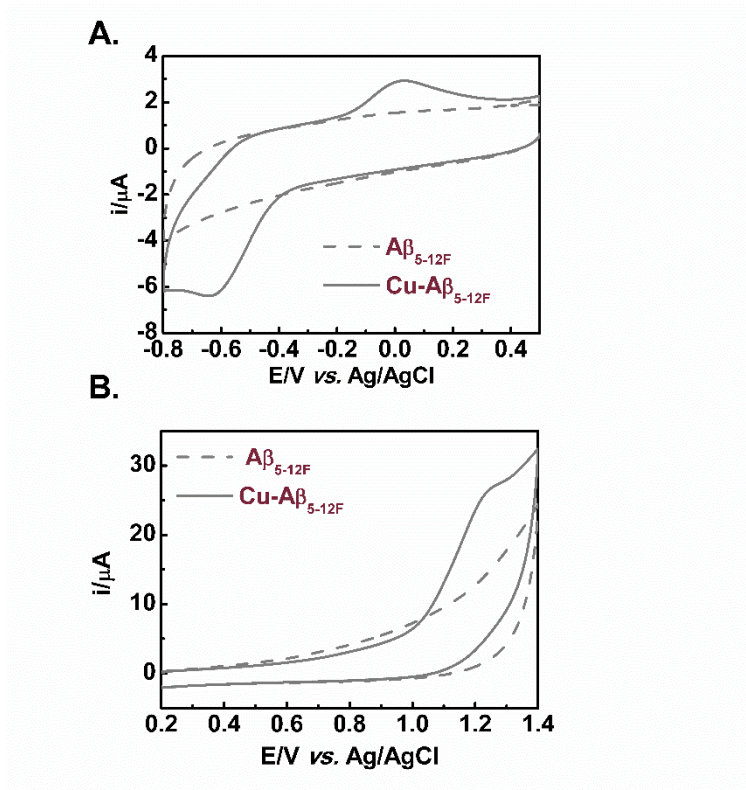 A.
4
2
0
-2
-4
-6
-8
i/μA
Aβ5-12F
Cu-Aβ5-12F
-0.8 -0.6 -0.4 -0.2 0.0 0.2 0.4
E/V vs. Ag/AgCl
B.
30
20
10
0
i/μA
Aβ5-12F
Cu-Aβ5-12F
0.2 0.4 0.6 0.8 1.0 1.2 1.4
E/V vs. Ag/AgCl